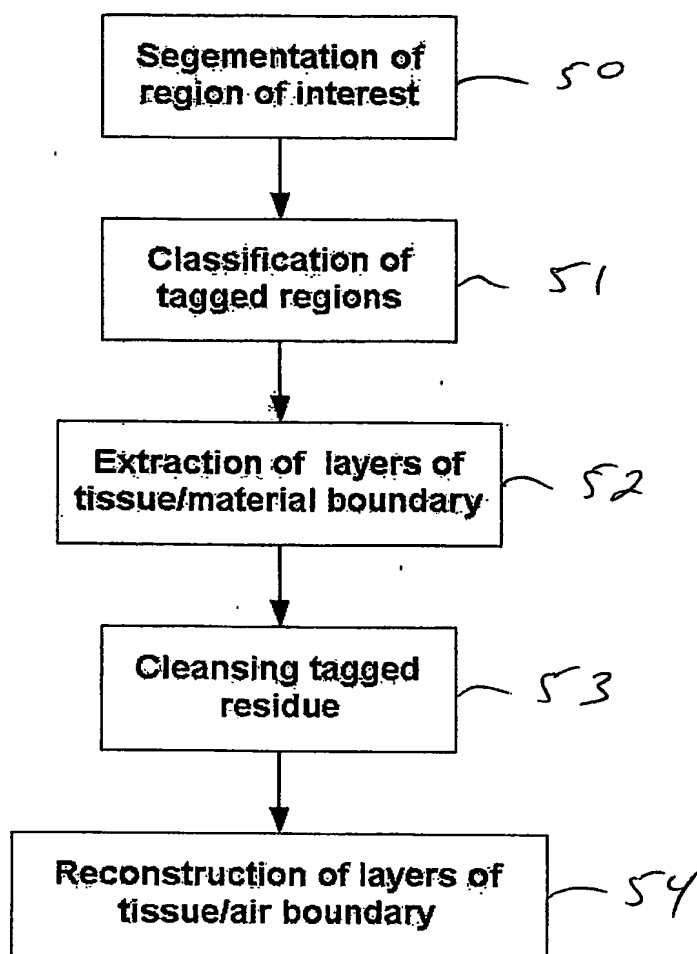 Segementation of
region of interest
50
Classification of
tagged regions
51
Extraction of layers of
tissue/material boundary
52
Cleansing tagged
residue
53
Reconstruction of layers of
tissue/air boundary
54